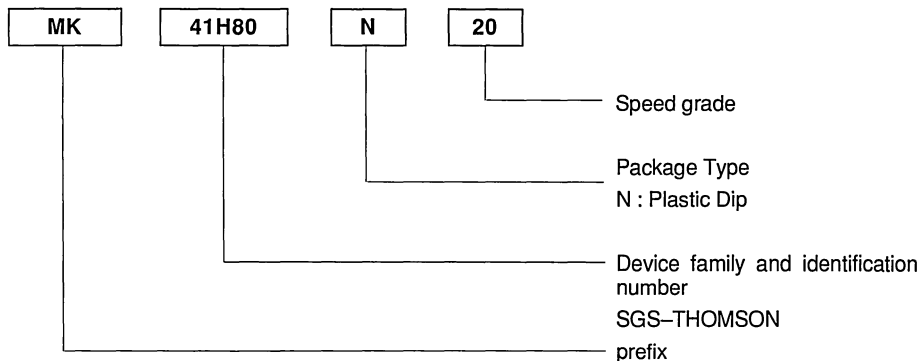 MK 41H80 N 20
Speed grade
Package Type
N : Plastic Dip
Device family and identification
number
SGS–THOMSON
prefix